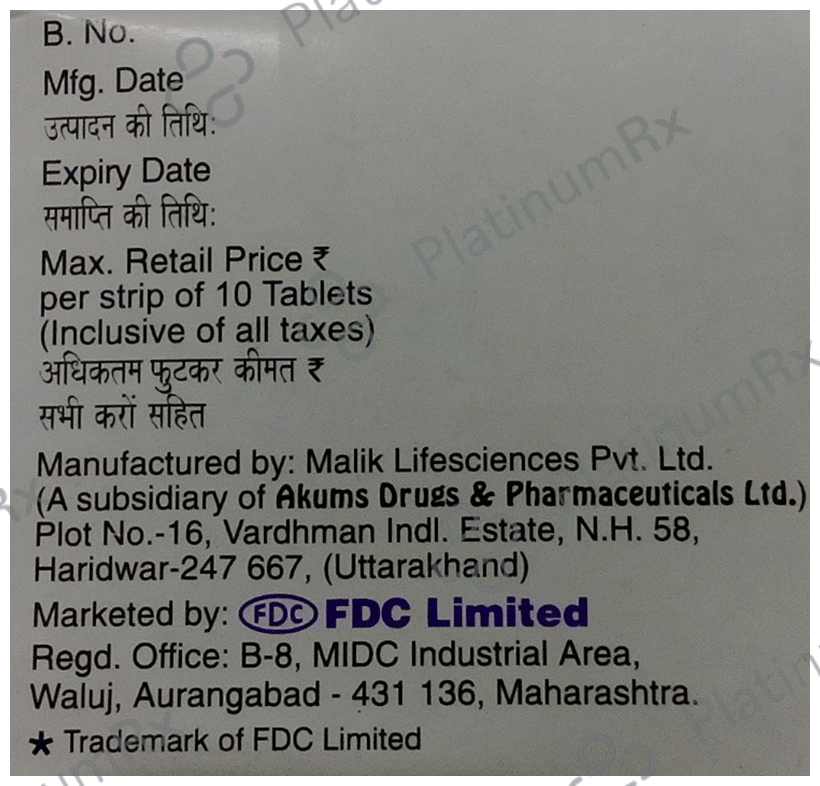 B. No.
Mfg. Date
उत्पादन की तिथि:
Expiry Date
समाप्ति की तिथि:
Max. Retail Price ₹
per strip of 10 Tablets
(Inclusive of all taxes)
अधिकतम फुटकर कीमत ₹
सभी करों सहित
Manufactured by: Malik Lifesciences Pvt. Ltd.
(A subsidiary of Akums Drugs & Pharmaceuticals Ltd.)
Plot No.-16, Vardhman Indl. Estate, N.H. 58,
Haridwar-247 667, (Uttarakhand)
Marketed by: FDC FDC Limited
Regd. Office: B-8, MIDC Industrial Area,
Waluj, Aurangabad - 431 136, Maharashtra.
★ Trademark of FDC Limited
PlatinumRx